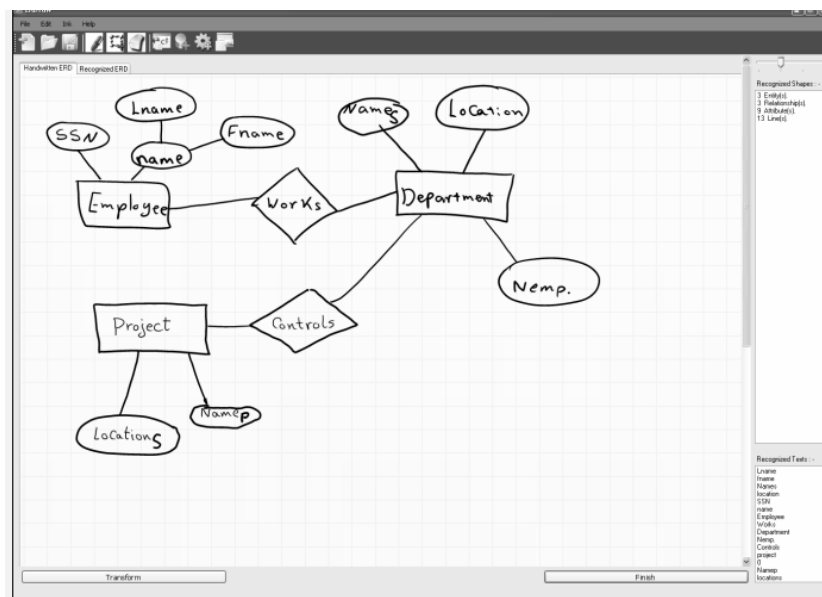 File Edit Ink Help
Handwritten ERD Recognized ERD
Lname
SSN
name
Fname
Names
Location
Employee
Works
Department
Nemp.
Project
Controls
Locations
Namep
Recognized Shapes : -
3 Entity(s).
3 Relationship(s).
9 Attribute(s).
13 Line(s).
Recognized Texts : -
Lname
fname
Names
location
SSN
name
Employee
Works
Department
Nemp.
Controls
project
0
Namep
locations
Transform
Finish